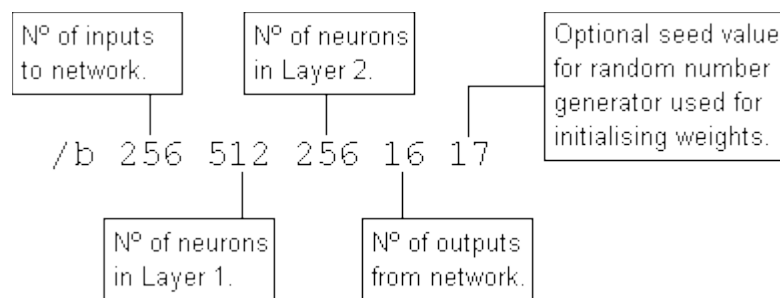 Nº of inputs
to network.
Nº of neurons
in Layer 2.
Optional seed value
for random number
generator used for
initialising weights.
/b 256 512 256 16 17
Nº of neurons
in Layer 1.
Nº of outputs
from network.